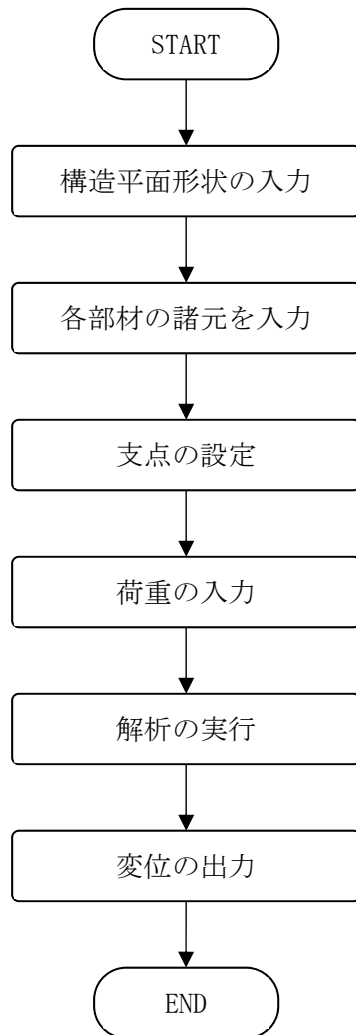 START
構造平面形状の入力
各部材の諸元を入力
支点の設定
荷重の入力
解析の実行
変位の出力
END